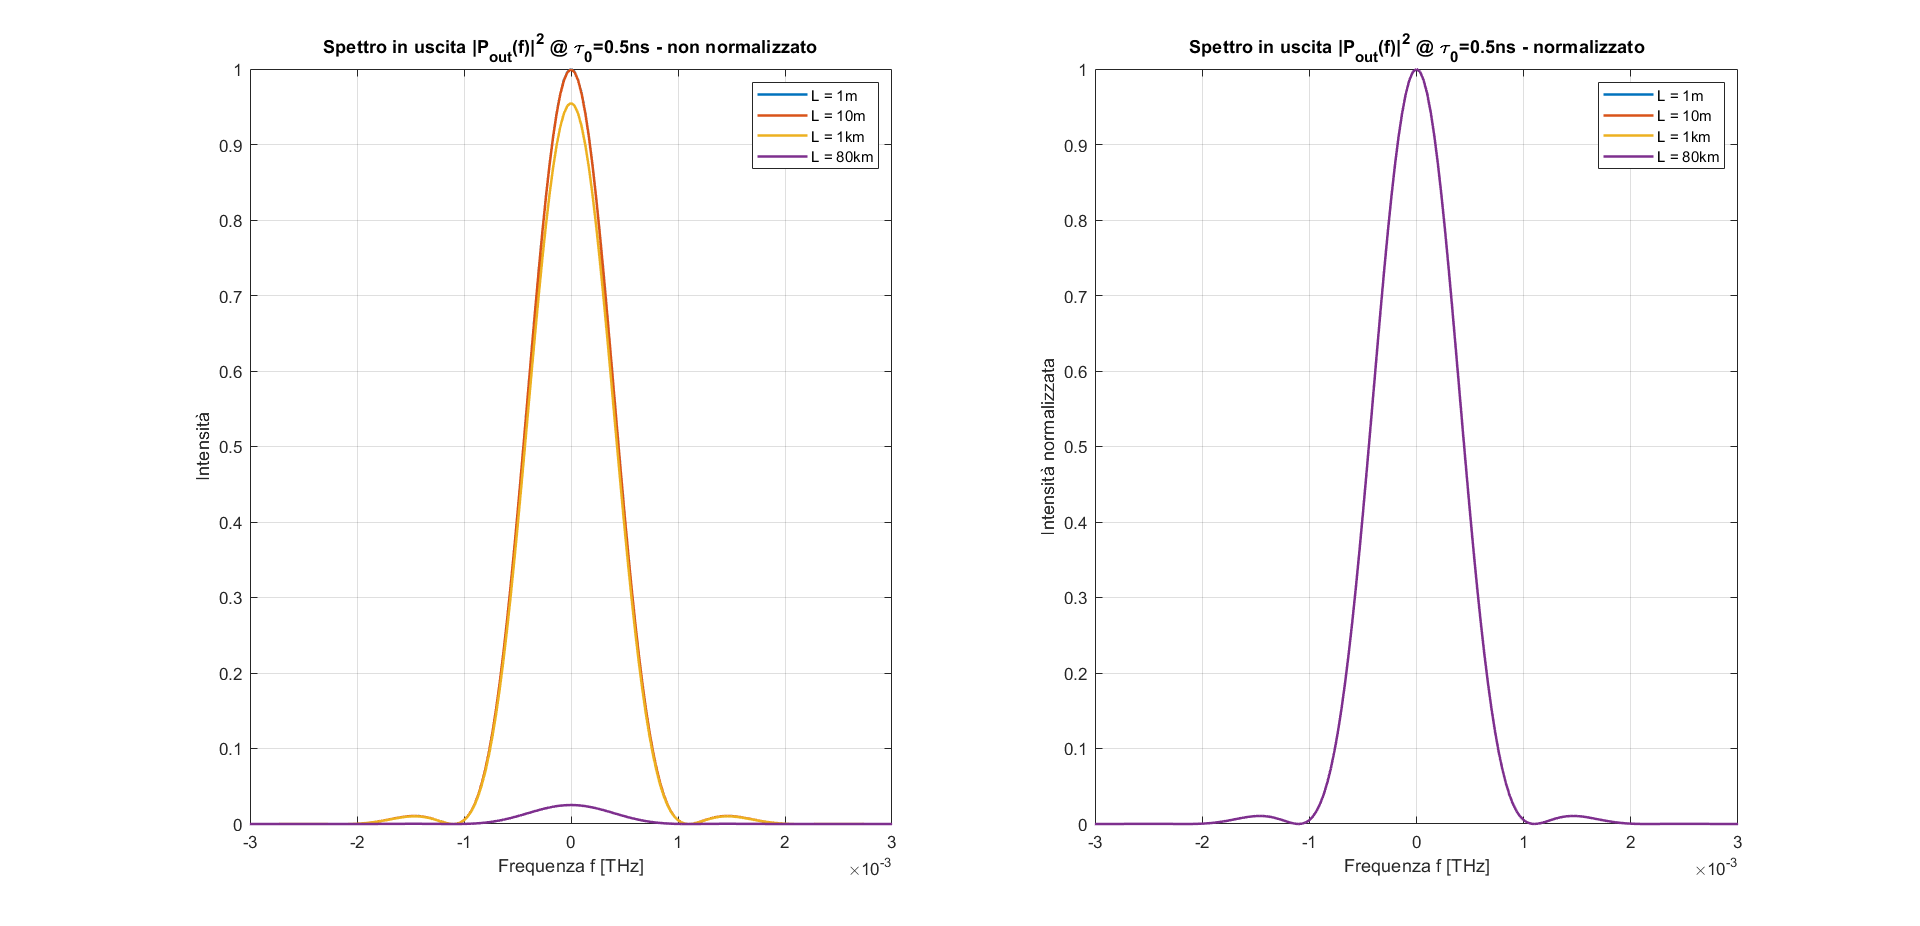 Spettro in uscita |P_out(f)|² @ τ₀=0.5ns - non normalizzato
1
0.9
0.8
0.7
0.6
0.5
0.4
0.3
0.2
0.1
0
Intensità
L = 1m
L = 10m
L = 1km
L = 80km
-3 -2 -1 0 1 2 3
Frequenza f [THz]
×10⁻³
Spettro in uscita |P_out(f)|² @ τ₀=0.5ns - normalizzato
1
0.9
0.8
0.7
0.6
0.5
0.4
0.3
0.2
0.1
0
Intensità normalizzata
L = 1m
L = 10m
L = 1km
L = 80km
-3 -2 -1 0 1 2 3
Frequenza f [THz]
×10⁻³